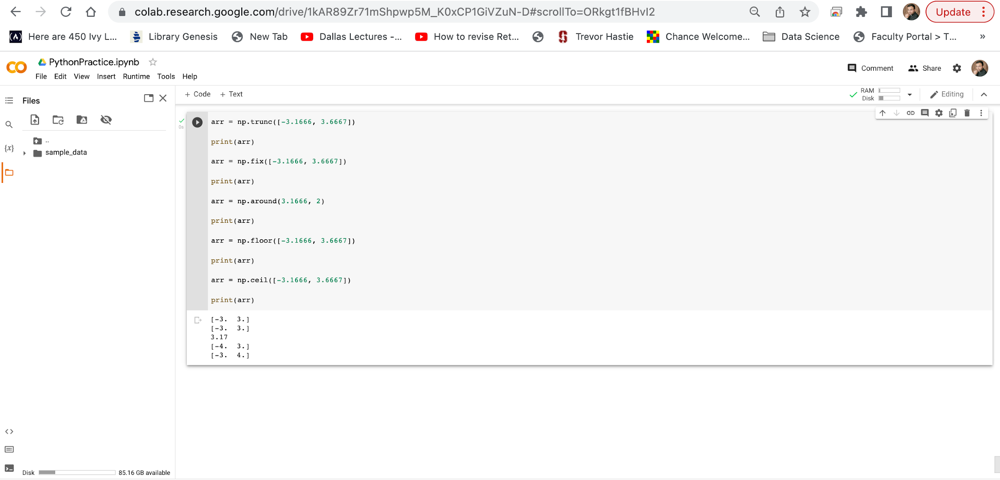 colab.research.google.com/drive/1kAR89Zr71mShpwp5M_K0xCP1GiVZuN-D#scrollTo=ORkgt1fBHvI2
Update
Here are 450 Ivy L...
Library Genesis
New Tab
Dallas Lectures -...
How to revise Ret...
Trevor Hastie
Chance Welcome...
Data Science
Faculty Portal > T...
»
CO
PythonPractice.ipynb
File Edit View Insert Runtime Tools Help
Comment
Share
Files
+ Code + Text
RAM
Disk
Editing
..
sample_data
{x}
0s
arr = np.trunc([-3.1666, 3.6667])
print(arr)
arr = np.fix([-3.1666, 3.6667])
print(arr)
arr = np.around(3.1666, 2)
print(arr)
arr = np.floor([-3.1666, 3.6667])
print(arr)
arr = np.ceil([-3.1666, 3.6667])
print(arr)
[-3.  3.]
[-3.  3.]
3.17
[-4.  3.]
[-3.  4.]
Disk
85.16 GB available